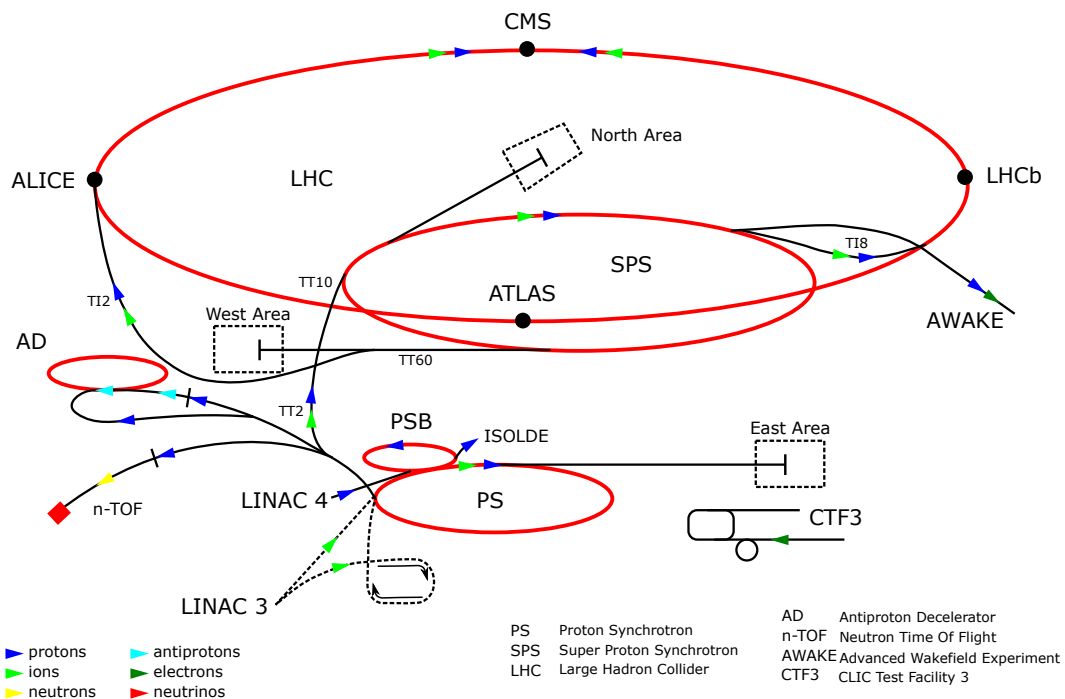 CMS
North Area
ALICE
LHC
LHCb
SPS
TI8
TT10
ATLAS
TI2
West Area
AWAKE
AD
TT60
TT2
PSB
ISOLDE
East Area
LINAC 4
PS
n-TOF
CTF3
LINAC 3
protons
ions
neutrons
antiprotons
electrons
neutrinos
PS Proton Synchrotron
SPS Super Proton Synchrotron
LHC Large Hadron Collider
AD Antiproton Decelerator
n-TOF Neutron Time Of Flight
AWAKE Advanced Wakefield Experiment
CTF3 CLIC Test Facility 3